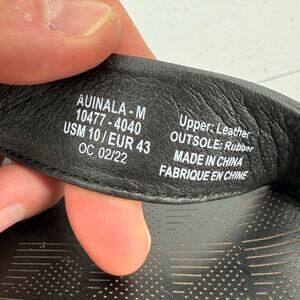 AUINALA - M
10477 - 4040
USM 10 / EUR 43
OC 02/22
Upper: Leather
OUTSOLE: Rubber
MADE IN CHINA
FABRIQUE EN CHINE